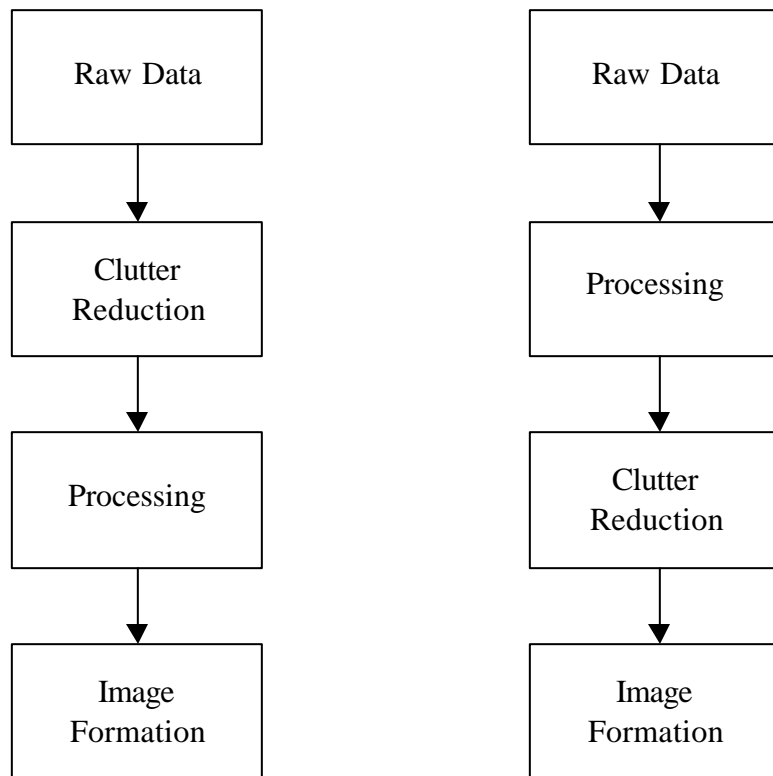 Raw Data
Clutter
Reduction
Processing
Image
Formation
Raw Data
Processing
Clutter
Reduction
Image
Formation